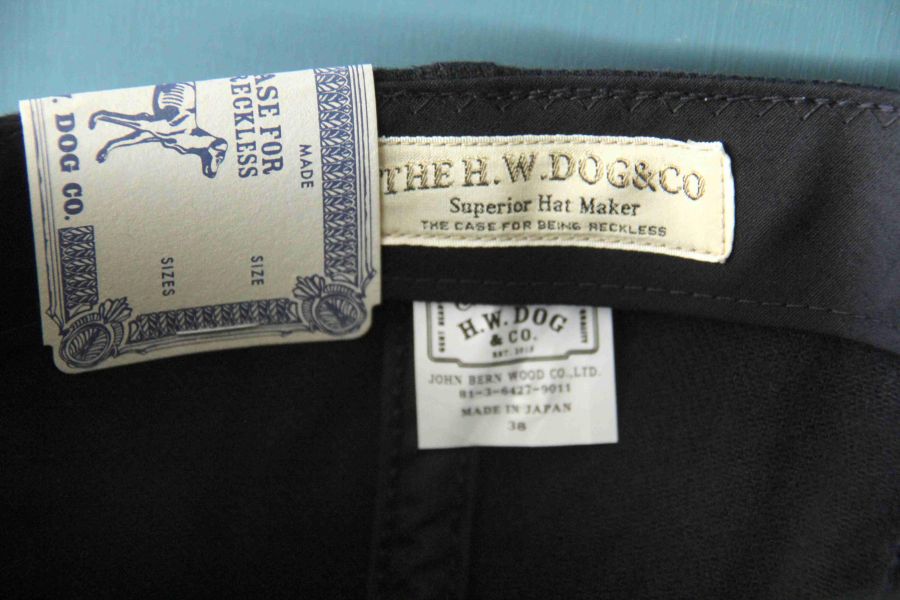 ASE FOR
RECKLESS
MADE
. DOG CO.
SIZE
SIZES
THE H.W.DOG&CO
Superior Hat Maker
THE CASE FOR BEING RECKLESS
H.W.DOG
& CO.
JOHN BERN WOOD CO.,LTD.
81-3-6427-9011
MADE IN JAPAN
38